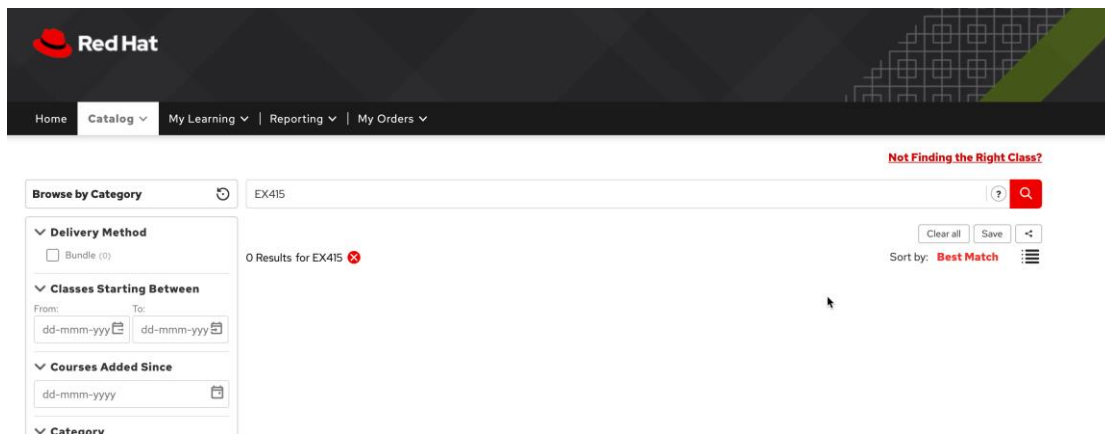 Red Hat
Home Catalog My Learning | Reporting | My Orders
Not Finding the Right Class?
Browse by Category
EX415
?
Delivery Method
Bundle (0)
Clear all Save
0 Results for EX415
Sort by: Best Match
Classes Starting Between
From: To:
dd-mmm-yyy dd-mmm-yyy
Courses Added Since
dd-mmm-yyyy
Category